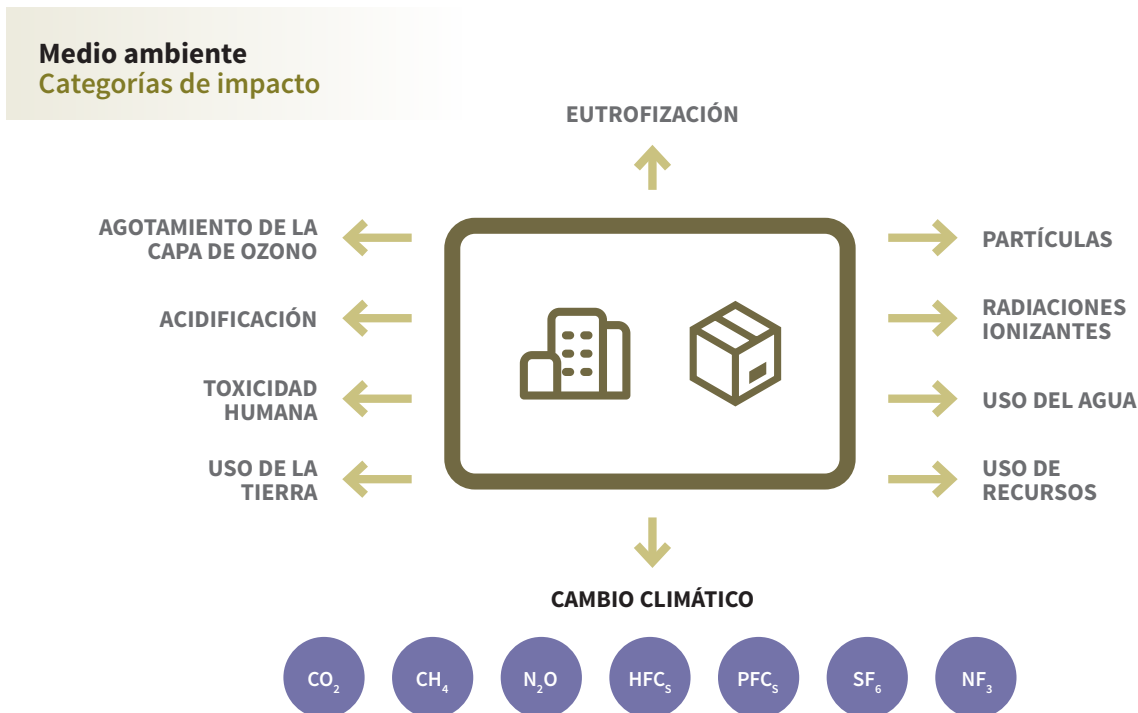 Medio ambiente
Categorías de impacto
EUTROFIZACIÓN
AGOTAMIENTO DE LA
CAPA DE OZONO
ACIDIFICACIÓN
TOXICIDAD
HUMANA
USO DE LA
TIERRA
PARTÍCULAS
RADIACIONES
IONIZANTES
USO DEL AGUA
USO DE
RECURSOS
CAMBIO CLIMÁTICO
CO₂
CH₄
N₂O
HFCₛ
PFCₛ
SF₆
NF₃